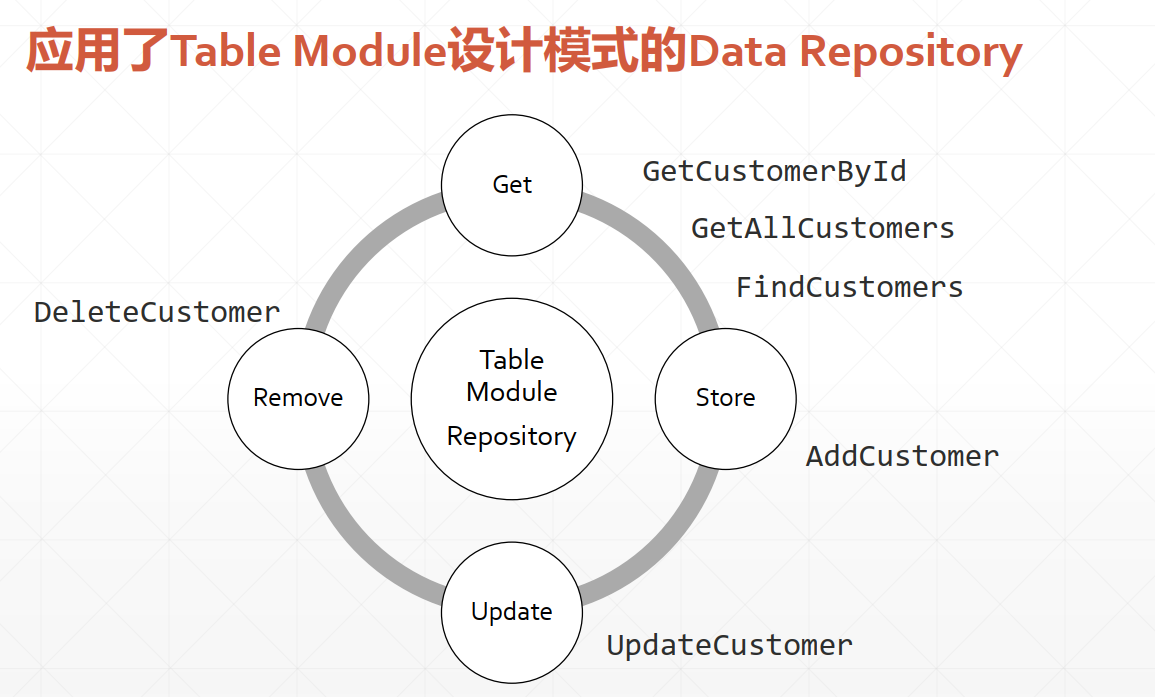 应用了Table Module设计模式的Data Repository
Get
GetCustomerById
GetAllCustomers
FindCustomers
DeleteCustomer
Remove
Table
Module
Repository
Store
AddCustomer
Update
UpdateCustomer